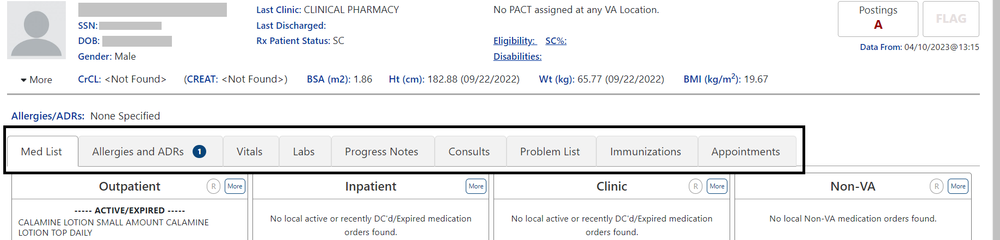 Last Clinic: CLINICAL PHARMACY
No PACT assigned at any VA Location.
Postings
A
FLAG
SSN:
Last Discharged:
DOB:
Rx Patient Status: SC
Eligibility: SC%:
Data From: 04/10/2023@13:15
Gender: Male
Disabilities:
More
CrCL: <Not Found> (CREAT: <Not Found>) BSA (m2): 1.86 Ht (cm): 182.88 (09/22/2022) Wt (kg): 65.77 (09/22/2022) BMI (kg/m²): 19.67
Allergies/ADRs: None Specified
Med List Allergies and ADRs 1 Vitals Labs Progress Notes Consults Problem List Immunizations Appointments
Outpatient R More
----- ACTIVE/EXPIRED -----
CALAMINE LOTION SMALL AMOUNT CALAMINE
LOTION TOP DAILY
Inpatient More
No local active or recently DC'd/Expired medication
orders found.
Clinic R More
No local active or recently DC'd/Expired medication
orders found.
Non-VA R More
No local Non-VA medication orders found.